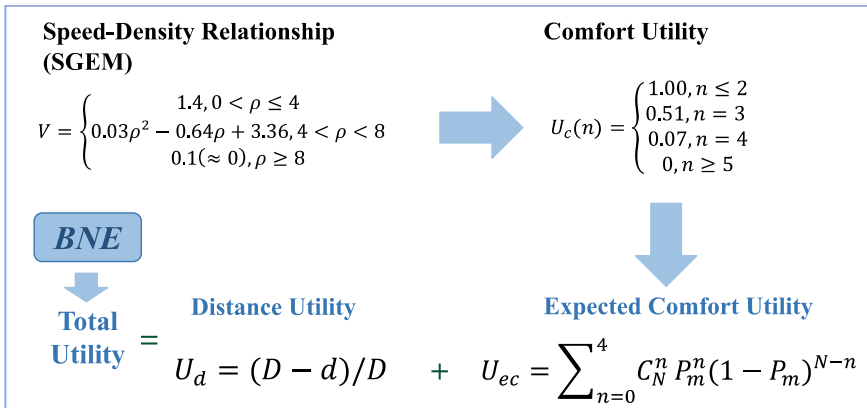 Speed-Density Relationship
(SGEM)
Comfort Utility
V = { 1.4, 0 < ρ ≤ 4
0.03ρ² − 0.64ρ + 3.36, 4 < ρ < 8
0.1(≈ 0), ρ ≥ 8
U_c(n) = { 1.00, n ≤ 2
0.51, n = 3
0.07, n = 4
0, n ≥ 5
BNE
Total
Utility
=
Distance Utility
U_d = (D − d)/D
+
Expected Comfort Utility
U_ec = ∑_{n=0}^{4} C_N^n P_m^n (1 − P_m)^{N−n}